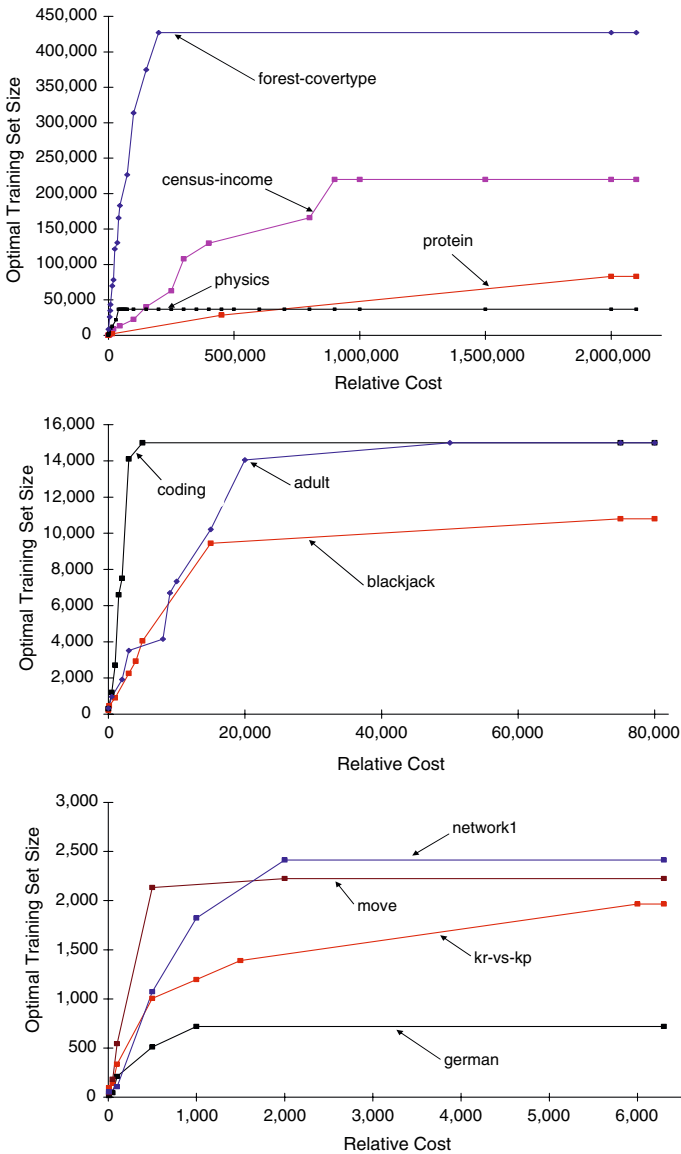 450,000
400,000
350,000
300,000
250,000
200,000
150,000
100,000
50,000
0
Optimal Training Set Size
forest-covertype
census-income
protein
physics
0
500,000
1,000,000
1,500,000
2,000,000
Relative Cost
16,000
14,000
12,000
10,000
8,000
6,000
4,000
2,000
0
Optimal Training Set Size
coding
adult
blackjack
0
20,000
40,000
60,000
80,000
Relative Cost
3,000
2,500
2,000
1,500
1,000
500
0
Optimal Training Set Size
network1
move
kr-vs-kp
german
0
1,000
2,000
3,000
4,000
5,000
6,000
Relative Cost